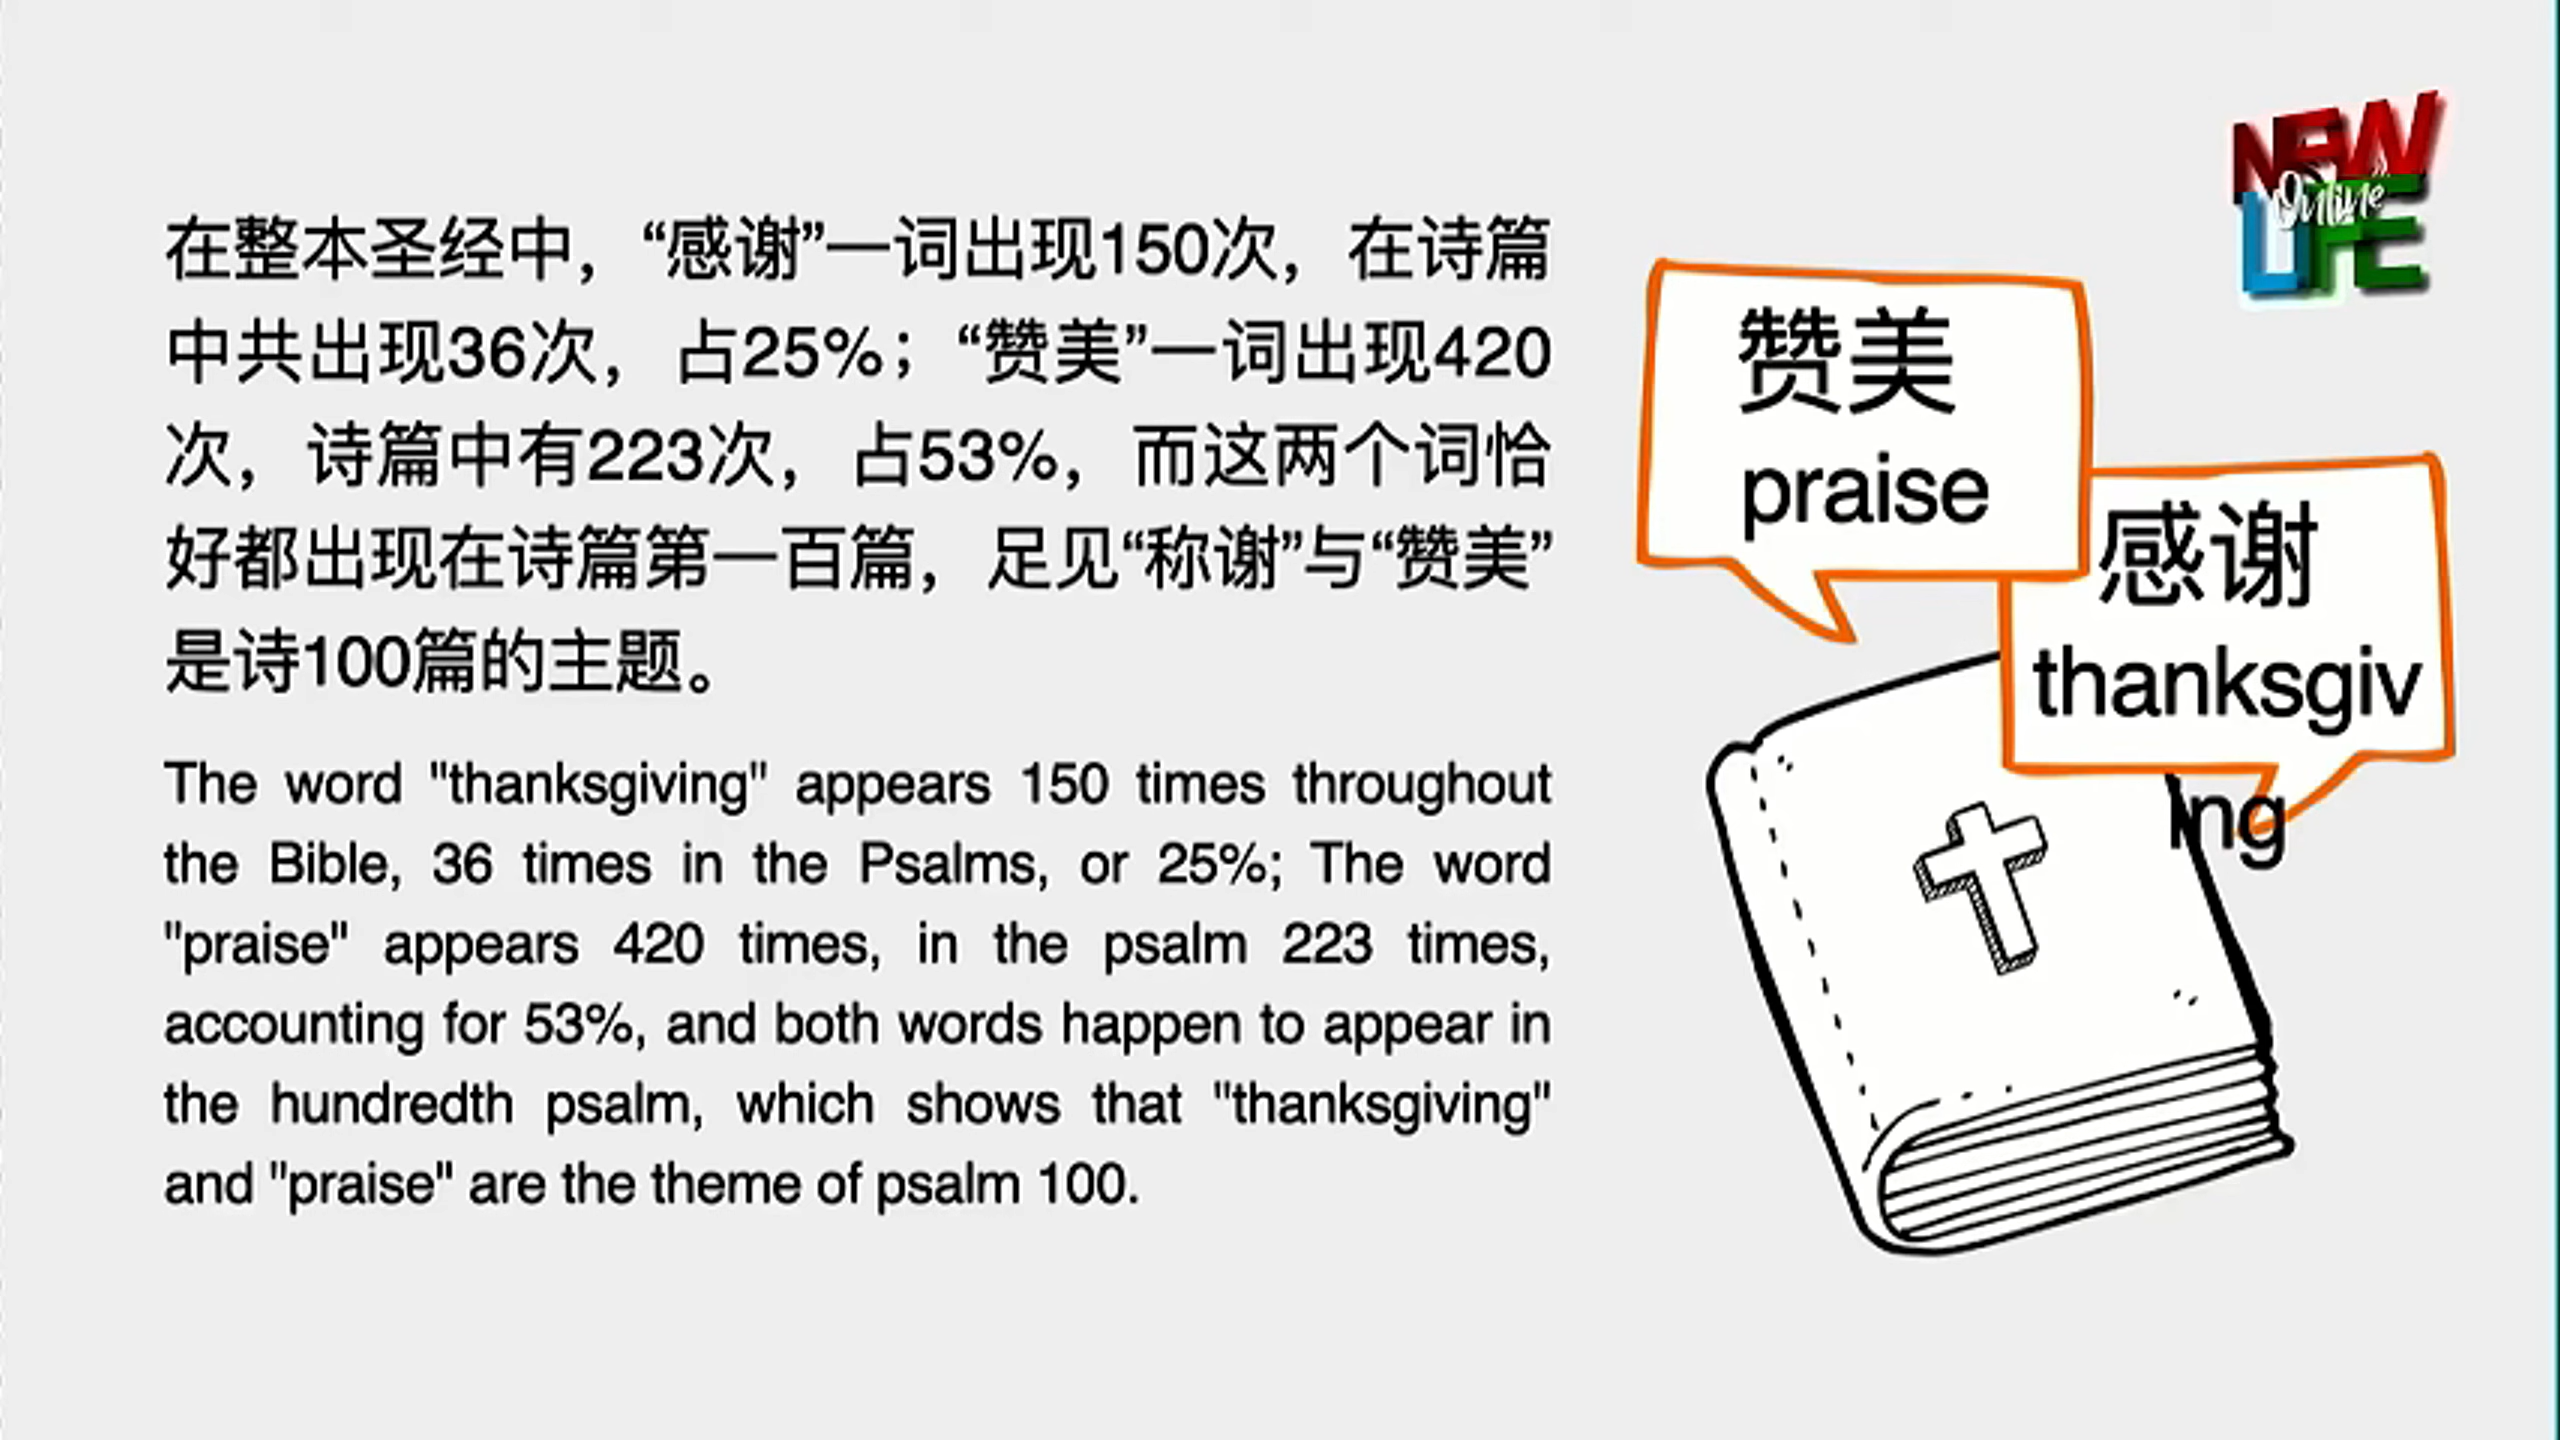 在整本圣经中，“感谢”一词出现150次，在诗篇
中共出现36次，占25%；“赞美”一词出现420
次，诗篇中有223次，占53%，而这两个词恰
好都出现在诗篇第一百篇，足见“称谢”与“赞美”
是诗100篇的主题。
The word "thanksgiving" appears 150 times throughout
the Bible, 36 times in the Psalms, or 25%; The word
"praise" appears 420 times, in the psalm 223 times,
accounting for 53%, and both words happen to appear in
the hundredth psalm, which shows that "thanksgiving"
and "praise" are the theme of psalm 100.
NEW
Online
LIFE
赞美
praise
感谢
thanksgiv
ing